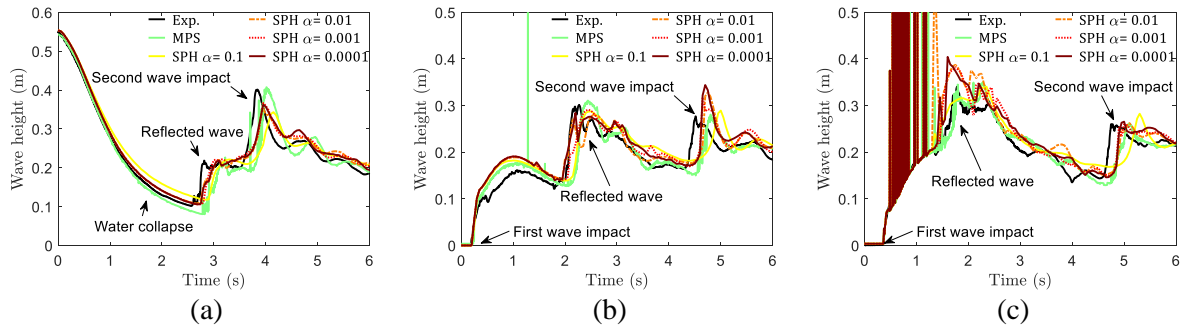 Exp.
MPS
SPH α= 0.1
SPH α= 0.01
SPH α= 0.001
SPH α= 0.0001
Second wave impact
Reflected wave
Water collapse
Wave height (m)
0.6
0.5
0.4
0.3
0.2
0.1
0
0 1 2 3 4 5 6
Time (s)
(a)
Exp.
MPS
SPH α= 0.1
SPH α= 0.01
SPH α= 0.001
SPH α= 0.0001
Second wave impact
Reflected wave
First wave impact
Wave height (m)
0.5
0.4
0.3
0.2
0.1
0
0 1 2 3 4 5 6
Time (s)
(b)
Exp.
MPS
SPH α= 0.1
SPH α= 0.01
SPH α= 0.001
SPH α= 0.0001
Second wave impact
Reflected wave
First wave impact
Wave height (m)
0.5
0.4
0.3
0.2
0.1
0
0 1 2 3 4 5 6
Time (s)
(c)